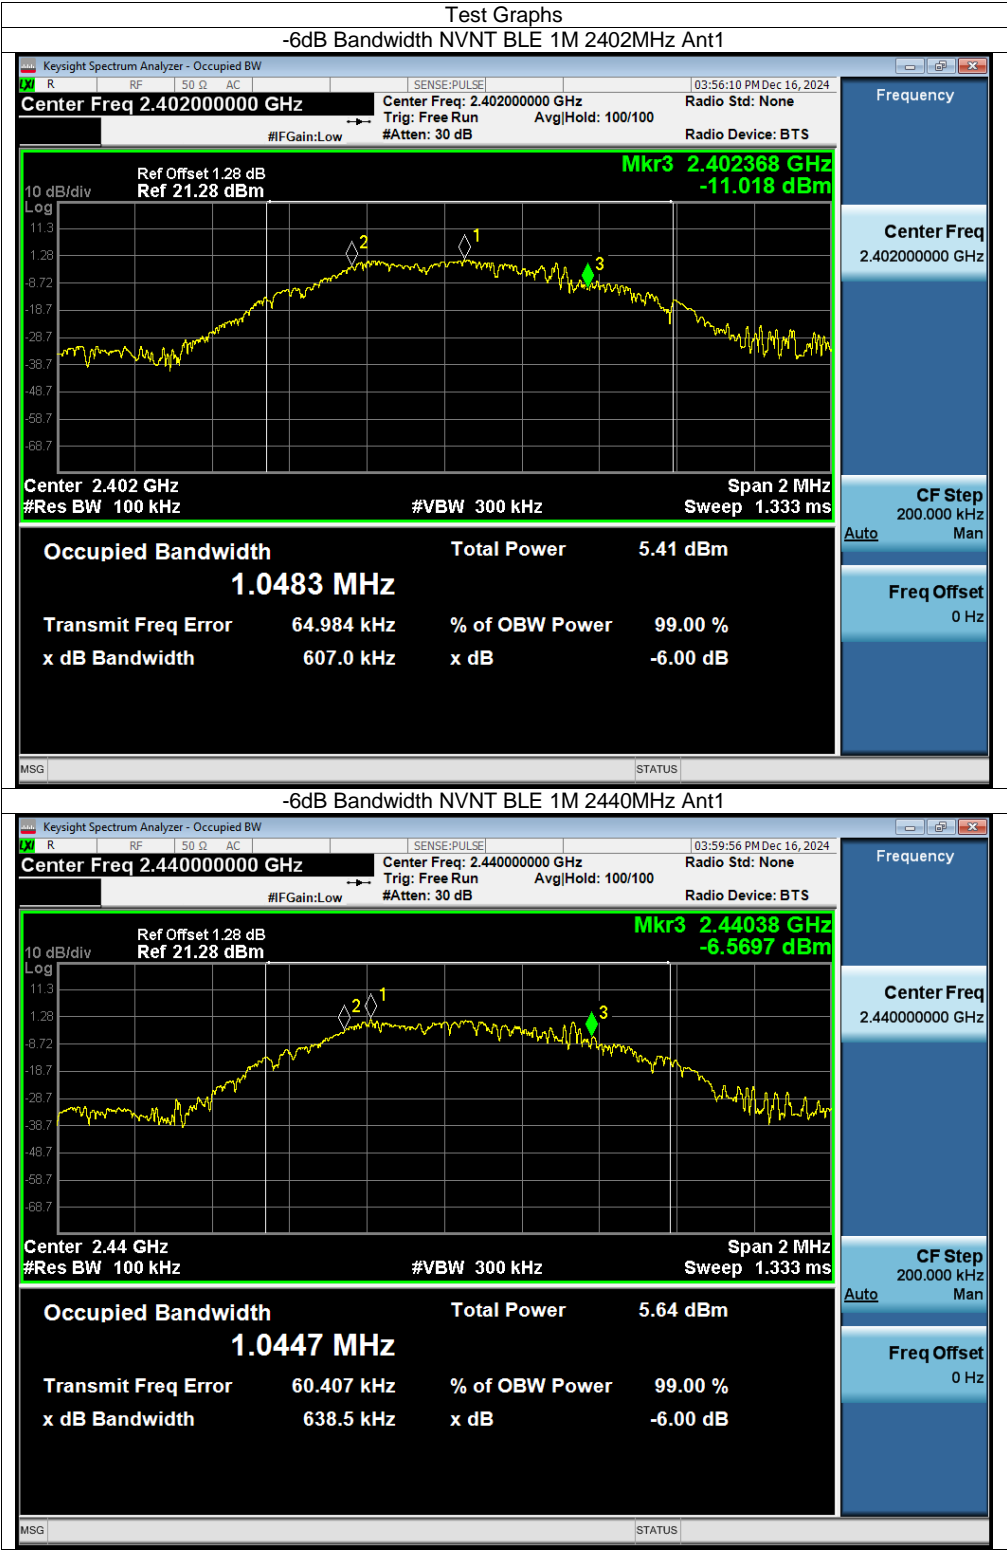 Test Graphs
-6dB Bandwidth NVNT BLE 1M 2402MHz Ant1
Keysight Spectrum Analyzer - Occupied BW
LXI R RF 50 Ω AC SENSE:PULSE 03:56:10 PM Dec 16, 2024
Center Freq 2.402000000 GHz
Center Freq: 2.402000000 GHz Radio Std: None
Trig: Free Run Avg|Hold: 100/100
#IFGain:Low #Atten: 30 dB Radio Device: BTS
Frequency
Mkr3 2.402368 GHz
-11.018 dBm
Ref Offset 1.28 dB
10 dB/div Ref 21.28 dBm
Log
11.3
1.28
-8.72
-18.7
-28.7
-38.7
-48.7
-58.7
-68.7
2
1
3
Center 2.402 GHz Span 2 MHz
#Res BW 100 kHz #VBW 300 kHz Sweep 1.333 ms
Center Freq
2.402000000 GHz
CF Step
200.000 kHz
Auto Man
Freq Offset
0 Hz
Occupied Bandwidth Total Power 5.41 dBm
1.0483 MHz
Transmit Freq Error 64.984 kHz % of OBW Power 99.00 %
x dB Bandwidth 607.0 kHz x dB -6.00 dB
MSG STATUS
-6dB Bandwidth NVNT BLE 1M 2440MHz Ant1
Keysight Spectrum Analyzer - Occupied BW
LXI R RF 50 Ω AC SENSE:PULSE 03:59:56 PM Dec 16, 2024
Center Freq 2.440000000 GHz
Center Freq: 2.440000000 GHz Radio Std: None
Trig: Free Run Avg|Hold: 100/100
#IFGain:Low #Atten: 30 dB Radio Device: BTS
Frequency
Mkr3 2.44038 GHz
-6.5697 dBm
Ref Offset 1.28 dB
10 dB/div Ref 21.28 dBm
Log
11.3
1.28
-8.72
-18.7
-28.7
-38.7
-48.7
-58.7
-68.7
2
1
3
Center 2.44 GHz Span 2 MHz
#Res BW 100 kHz #VBW 300 kHz Sweep 1.333 ms
Center Freq
2.440000000 GHz
CF Step
200.000 kHz
Auto Man
Freq Offset
0 Hz
Occupied Bandwidth Total Power 5.64 dBm
1.0447 MHz
Transmit Freq Error 60.407 kHz % of OBW Power 99.00 %
x dB Bandwidth 638.5 kHz x dB -6.00 dB
MSG STATUS